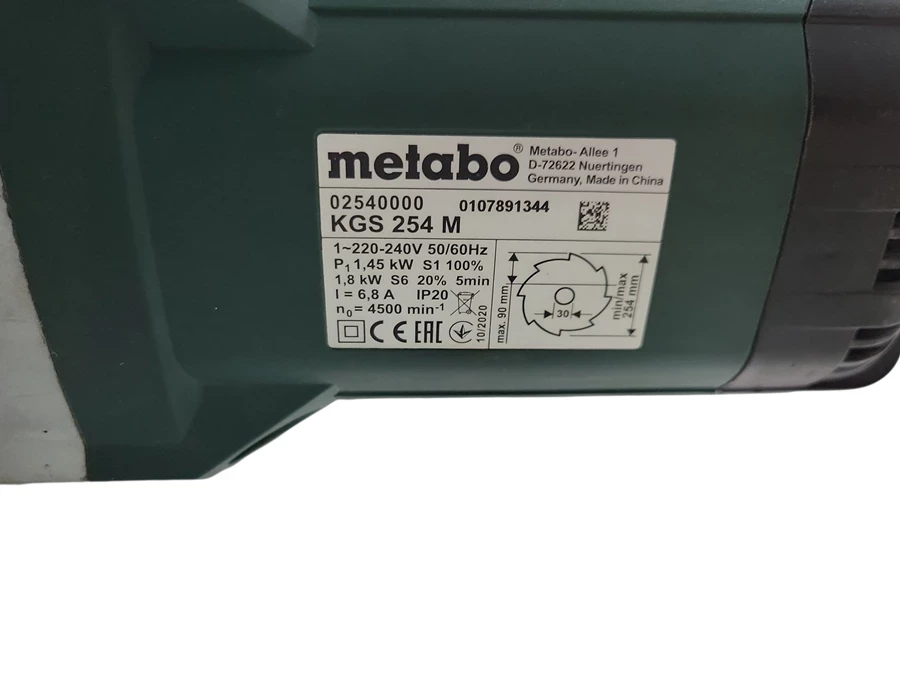 metabo®
Metabo-Allee 1
D-72622 Nuertingen
Germany, Made in China
02540000 0107891344
KGS 254 M
1~220-240V 50/60Hz
P₁ 1,45 kW S1 100%
1,8 kW S6 20% 5min
I = 6,8 A IP20
n₀= 4500 min⁻¹
CE EAC
10/2020
max. 90 mm
30
min/max
254 mm